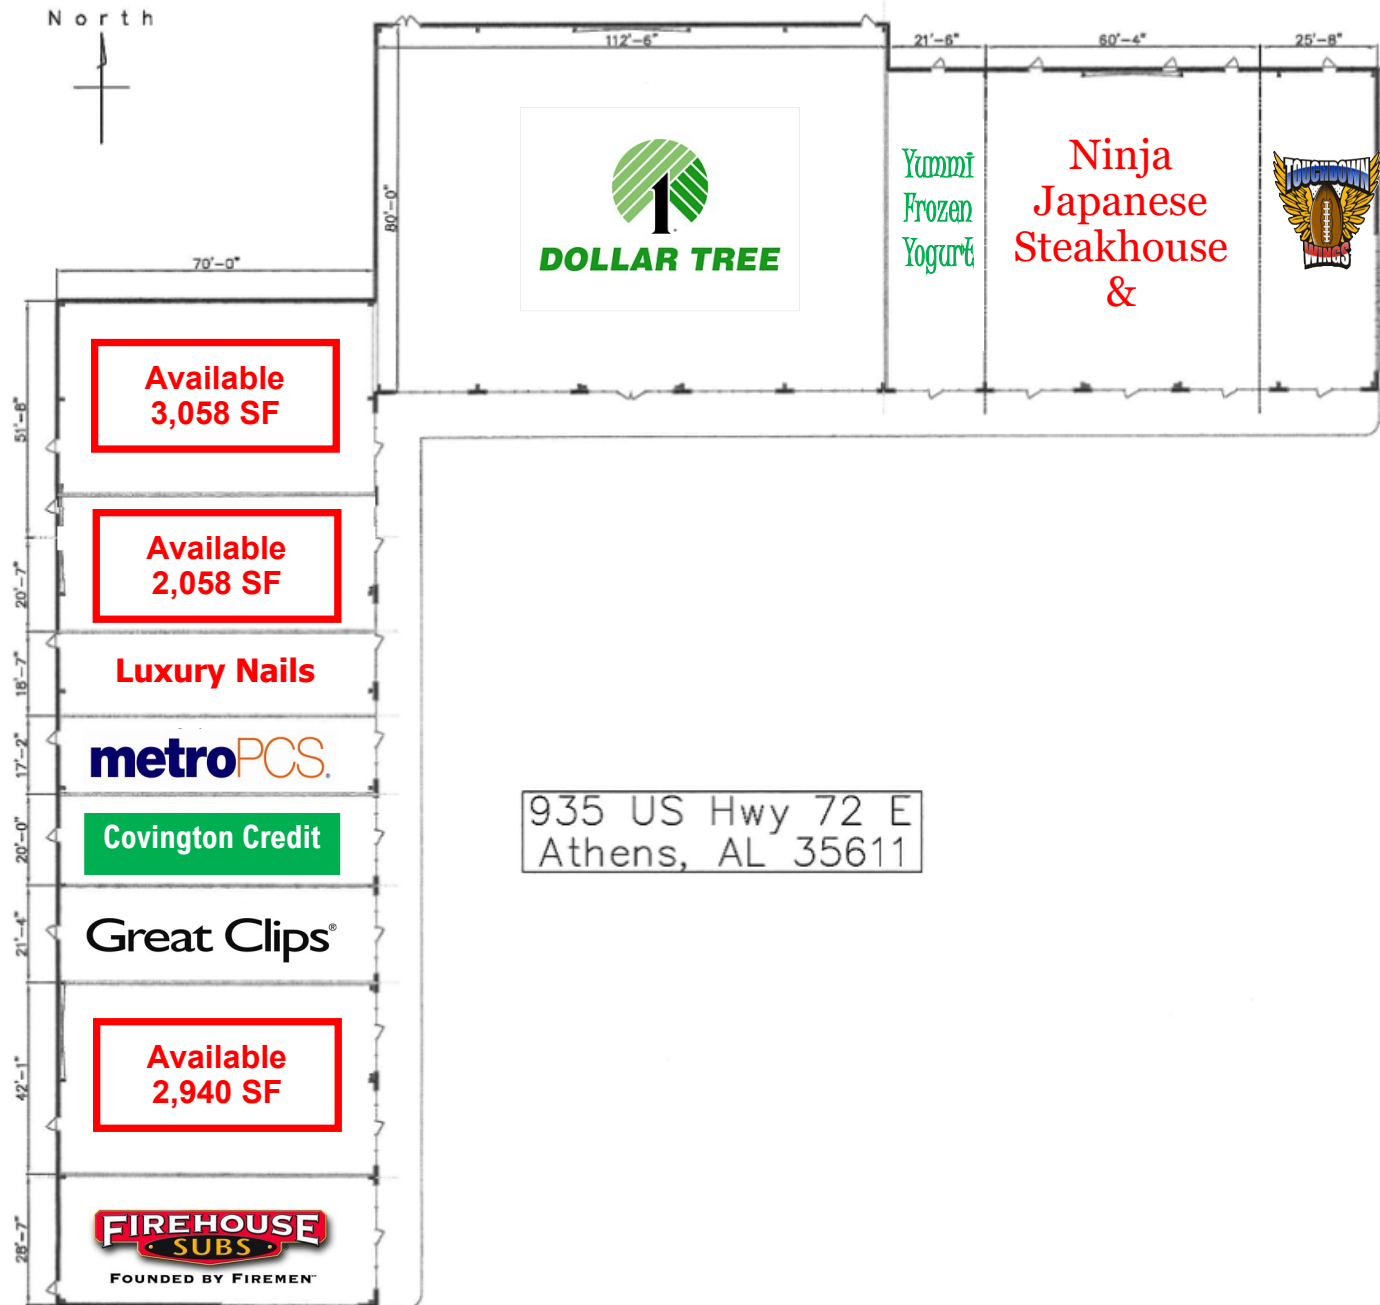 North
112'-6"
21'-6"
60'-4"
25'-8"
80'-0"
1
DOLLAR TREE
Yummi
Frozen
Yogurt
Ninja
Japanese
Steakhouse
&
TOUCHDOWN
WINGS
70'-0"
51'-8"
Available
3,058 SF
20'-7"
Available
2,058 SF
18'-7"
Luxury Nails
17'-2"
metroPCS.
20'-0"
Covington Credit
935 US Hwy 72 E
Athens, AL 35611
21'-4"
Great Clips®
42'-1"
Available
2,940 SF
28'-7"
FIREHOUSE
SUBS
FOUNDED BY FIREMEN™